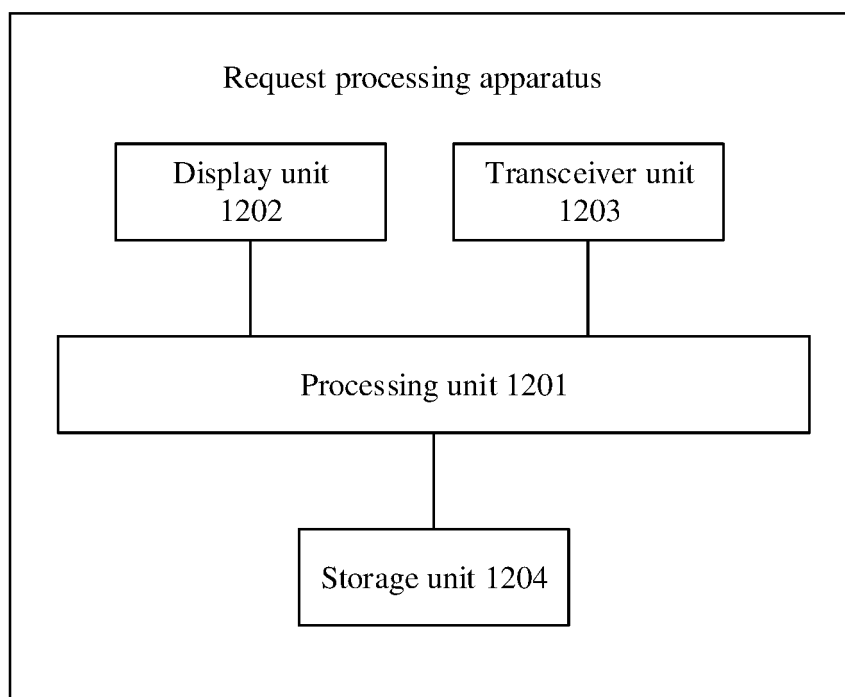 Request processing apparatus
Display unit
1202
Transceiver unit
1203
Processing unit 1201
Storage unit 1204